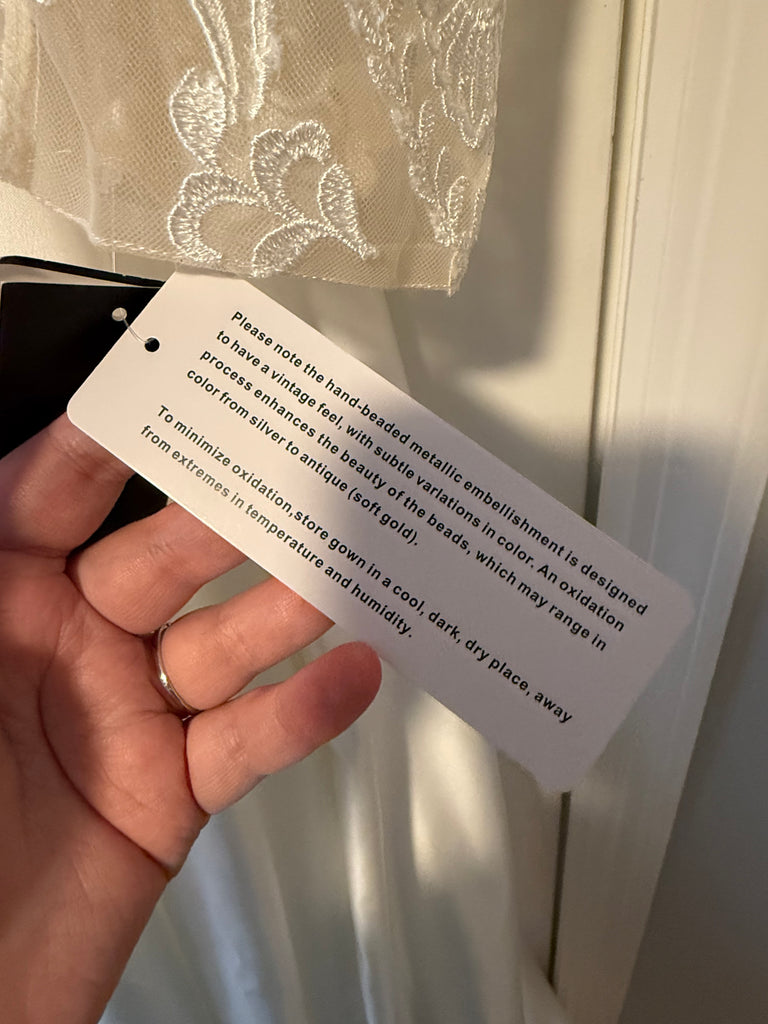 Please note the hand-beaded metallic embellishment is designed
to have a vintage feel, with subtle variations in color. An oxidation
process enhances the beauty of the beads, which may range in
color from silver to antique (soft gold).
To minimize oxidation,store gown in a cool, dark, dry place, away
from extremes in temperature and humidity.